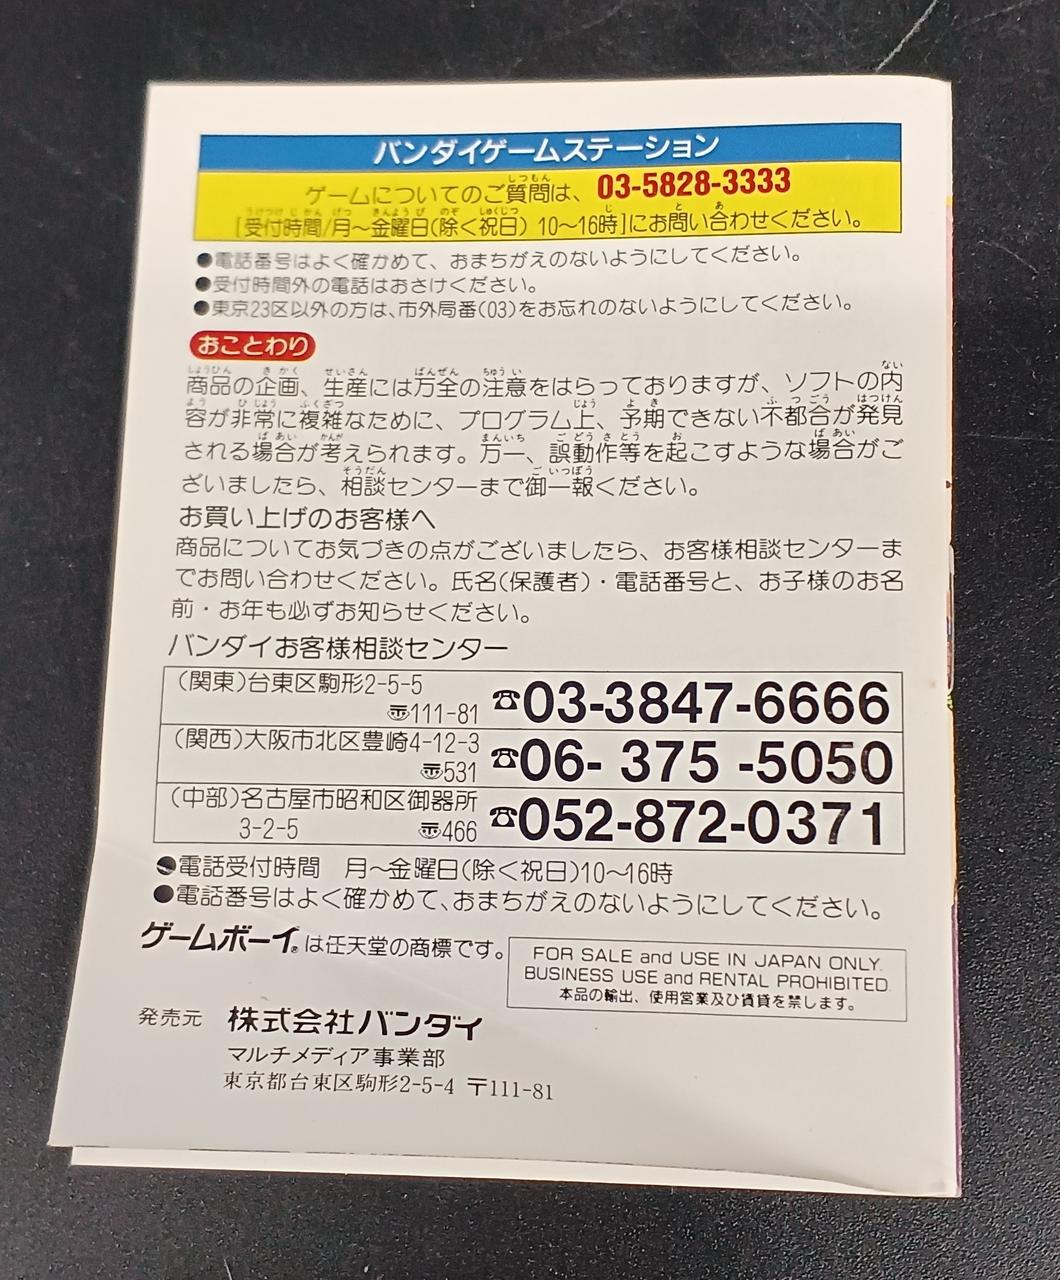 バンダイゲームステーション
ゲームについてのご質問は、 03-5828-3333
[受付時間/月〜金曜日(除く祝日) 10〜16時]にお問い合わせください。
●電話番号はよく確かめて、おまちがえのないようにしてください。
●受付時間外の電話はおさけください。
●東京23区以外の方は、市外局番(03)をお忘れのないようにしてください。
おことわり
商品の企画、生産には万全の注意をはらっておりますが、ソフトの内
容が非常に複雑なために、プログラム上、予期できない不都合が発見
される場合が考えられます。万一、誤動作等を起こすような場合がご
ざいましたら、相談センターまで御一報ください。
お買い上げのお客様へ
商品についてお気づきの点がございましたら、お客様相談センターま
でお問い合わせください。氏名(保護者)・電話番号と、お子様のお名
前・お年も必ずお知らせください。
バンダイお客様相談センター
(関東)台東区駒形2-5-5
〠111-81 ☎03-3847-6666
(関西)大阪市北区豊崎4-12-3
〠531 ☎06- 375 -5050
(中部)名古屋市昭和区御器所
3-2-5 〠466 ☎052-872-0371
●電話受付時間 月〜金曜日(除く祝日)10〜16時
●電話番号はよく確かめて、おまちがえのないようにしてください。
ゲームボーイ®は任天堂の商標です。
FOR SALE and USE IN JAPAN ONLY.
BUSINESS USE and RENTAL PROHIBITED
本品の輸出、使用営業及び賃貸を禁じます。
発売元 株式会社バンダイ
マルチメディア事業部
東京都台東区駒形2-5-4 〒111-81